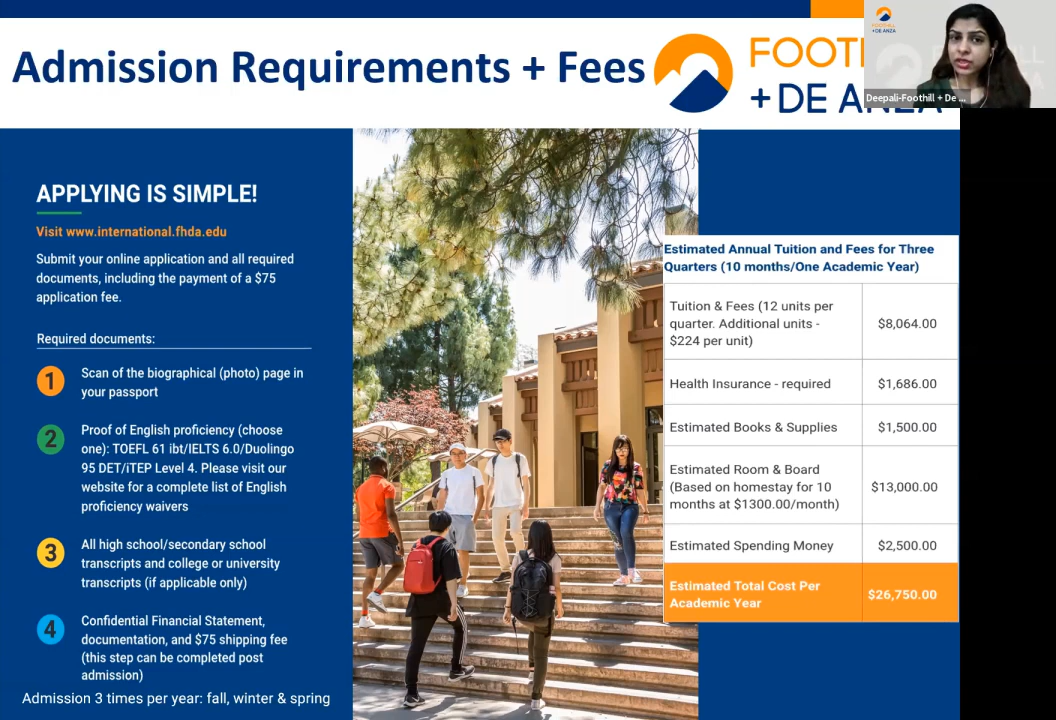 Admission Requirements + Fees
FOOTH
+DE ANZA
FOOTHILL
+DE ANZA
Deepali-Foothill + De ...
APPLYING IS SIMPLE!
Visit www.international.fhda.edu
Submit your online application and all required
documents, including the payment of a $75
application fee.
Required documents:
1
Scan of the biographical (photo) page in
your passport
2
Proof of English proficiency (choose
one): TOEFL 61 ibt/IELTS 6.0/Duolingo
95 DET/iTEP Level 4. Please visit our
website for a complete list of English
proficiency waivers
3
All high school/secondary school
transcripts and college or university
transcripts (if applicable only)
4
Confidential Financial Statement,
documentation, and $75 shipping fee
(this step can be completed post
admission)
Admission 3 times per year: fall, winter & spring
Estimated Annual Tuition and Fees for Three
Quarters (10 months/One Academic Year)
Tuition & Fees (12 units per
quarter. Additional units -
$224 per unit)
$8,064.00
Health Insurance - required
$1,686.00
Estimated Books & Supplies
$1,500.00
Estimated Room & Board
(Based on homestay for 10
months at $1300.00/month)
$13,000.00
Estimated Spending Money
$2,500.00
Estimated Total Cost Per
Academic Year
$26,750.00